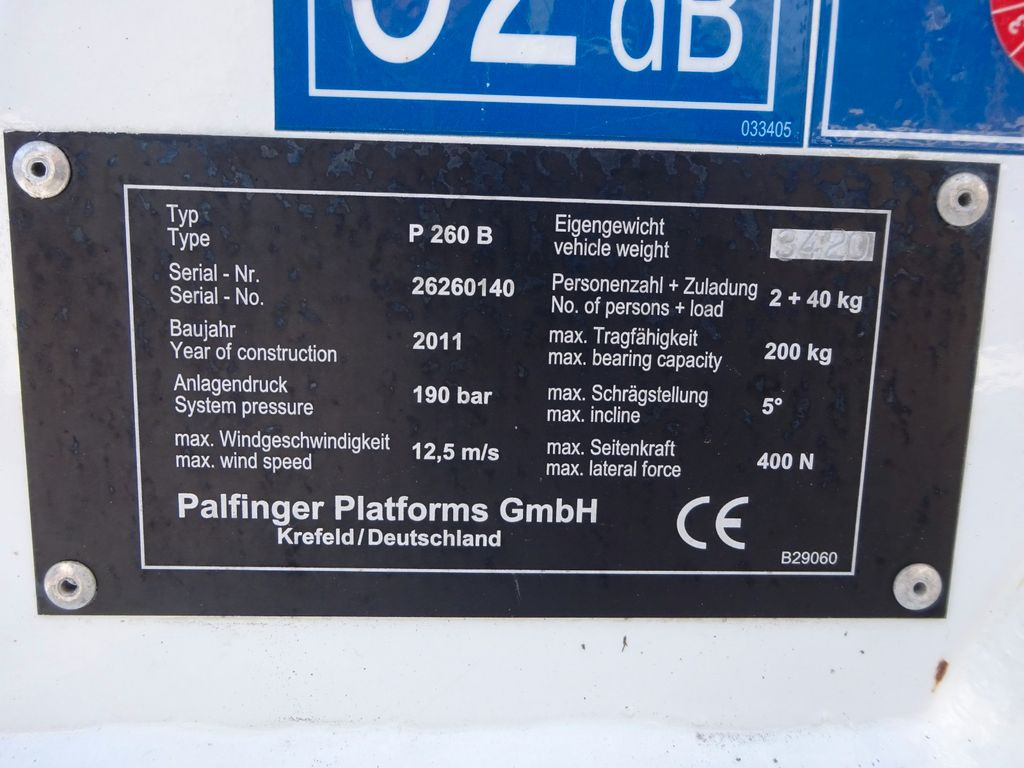 dB
033405
Typ
Type
P 260 B
Serial - Nr.
Serial - No.
26260140
Baujahr
Year of construction
2011
Anlagendruck
System pressure
190 bar
max. Windgeschwindigkeit
max. wind speed
12,5 m/s
Eigengewicht
vehicle weight
3420
Personenzahl + Zuladung
No. of persons + load
2 + 40 kg
max. Tragfähigkeit
max. bearing capacity
200 kg
max. Schrägstellung
max. incline
5°
max. Seitenkraft
max. lateral force
400 N
Palfinger Platforms GmbH
Krefeld/Deutschland
CE
B29060